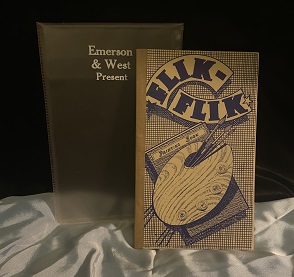 Emerson
& West
Present
FLIK-
FLIK